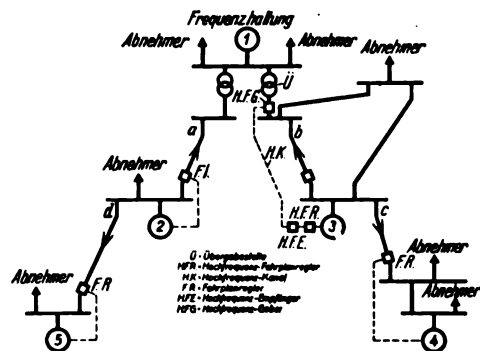 Frequenzhaltung
Abnehmer
1
Abnehmer
Abnehmer
Ü
H.F.G.
a
b
H.K.
Abnehmer
F.I.
2
d
H.F.R.
3
H.F.E.
c
F.R.
Ü - Übergabestelle
H.F.R - Hochfrequenz-Fahrplanregler
H.K - Hochfrequenz-Kanal
F.R - Fahrplanregler
H.F.E - Hochfrequenz-Empfänger
H.F.G - Hochfrequenz-Geber
F.R.
Abnehmer
Abnehmer
Abnehmer
5
4